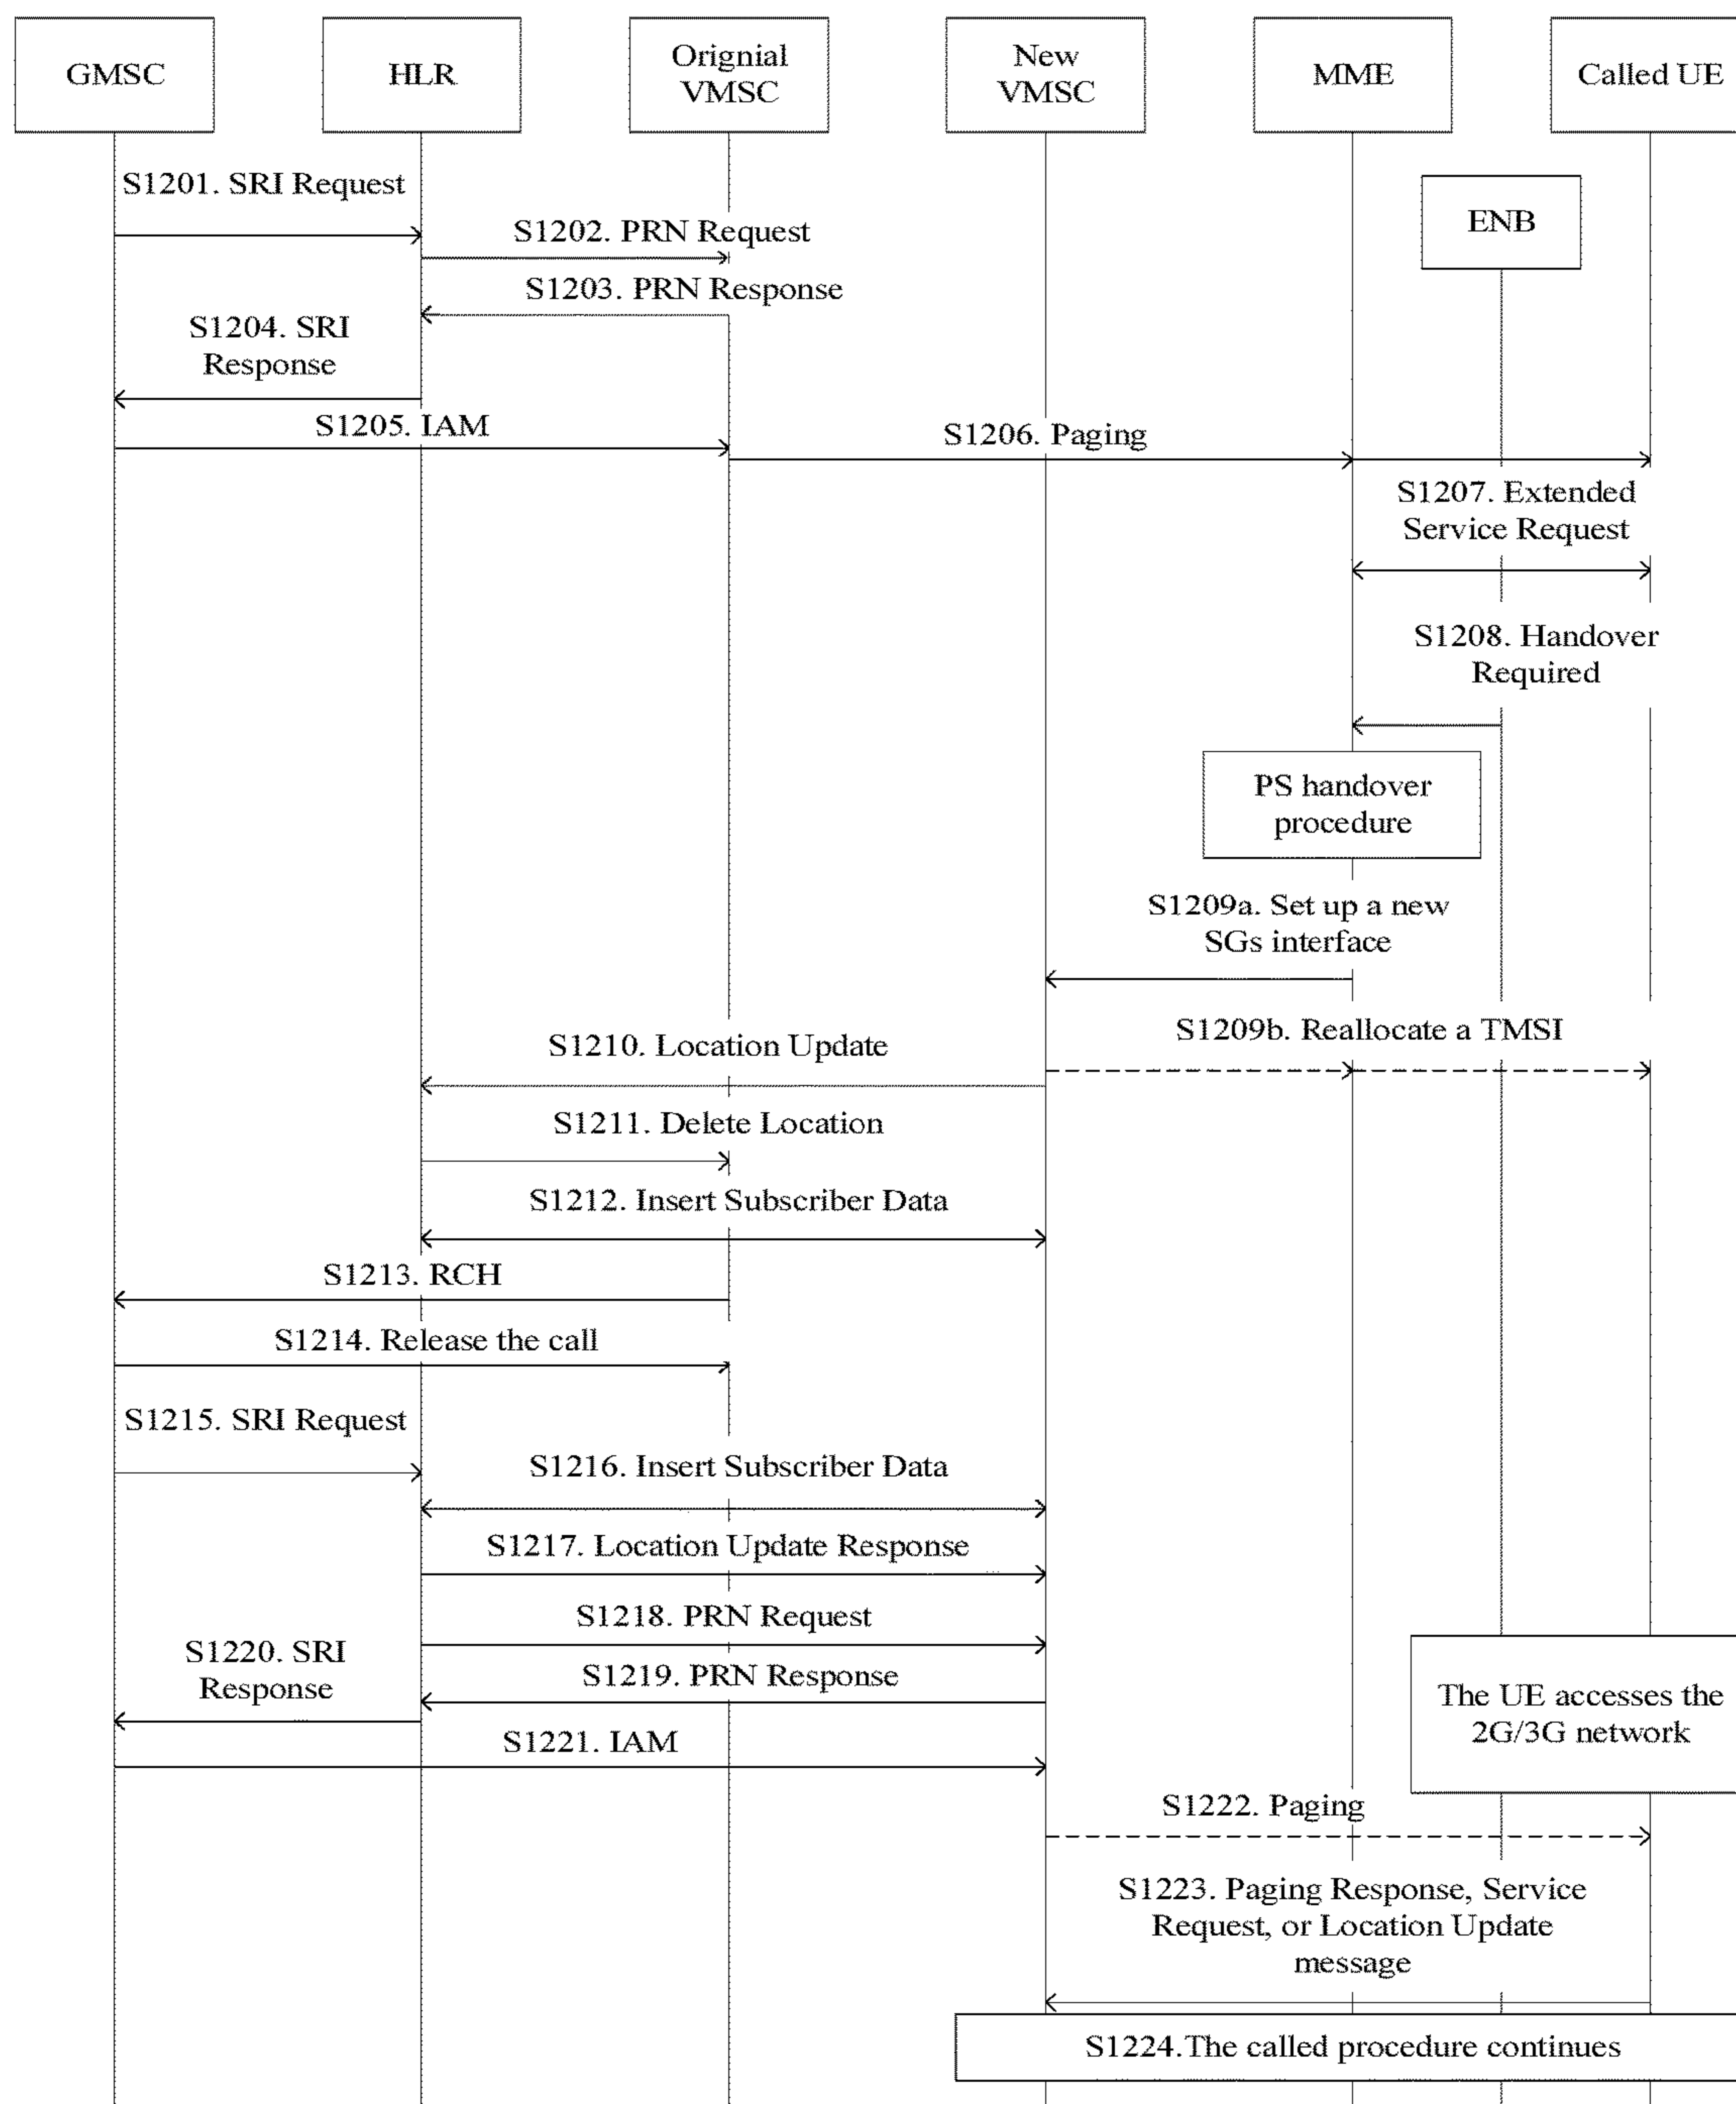 GMSC
HLR
Orignial
VMSC
New
VMSC
MME
Called UE
ENB
S1201. SRI Request
S1202. PRN Request
S1203. PRN Response
S1204. SRI
Response
S1205. IAM
S1206. Paging
S1207. Extended
Service Request
S1208. Handover
Required
PS handover
procedure
S1209a. Set up a new
SGs interface
S1209b. Reallocate a TMSI
S1210. Location Update
S1211. Delete Location
S1212. Insert Subscriber Data
S1213. RCH
S1214. Release the call
S1215. SRI Request
S1216. Insert Subscriber Data
S1217. Location Update Response
S1218. PRN Request
S1219. PRN Response
S1220. SRI
Response
The UE accesses the
2G/3G network
S1221. IAM
S1222. Paging
S1223. Paging Response, Service
Request, or Location Update
message
S1224.The called procedure continues